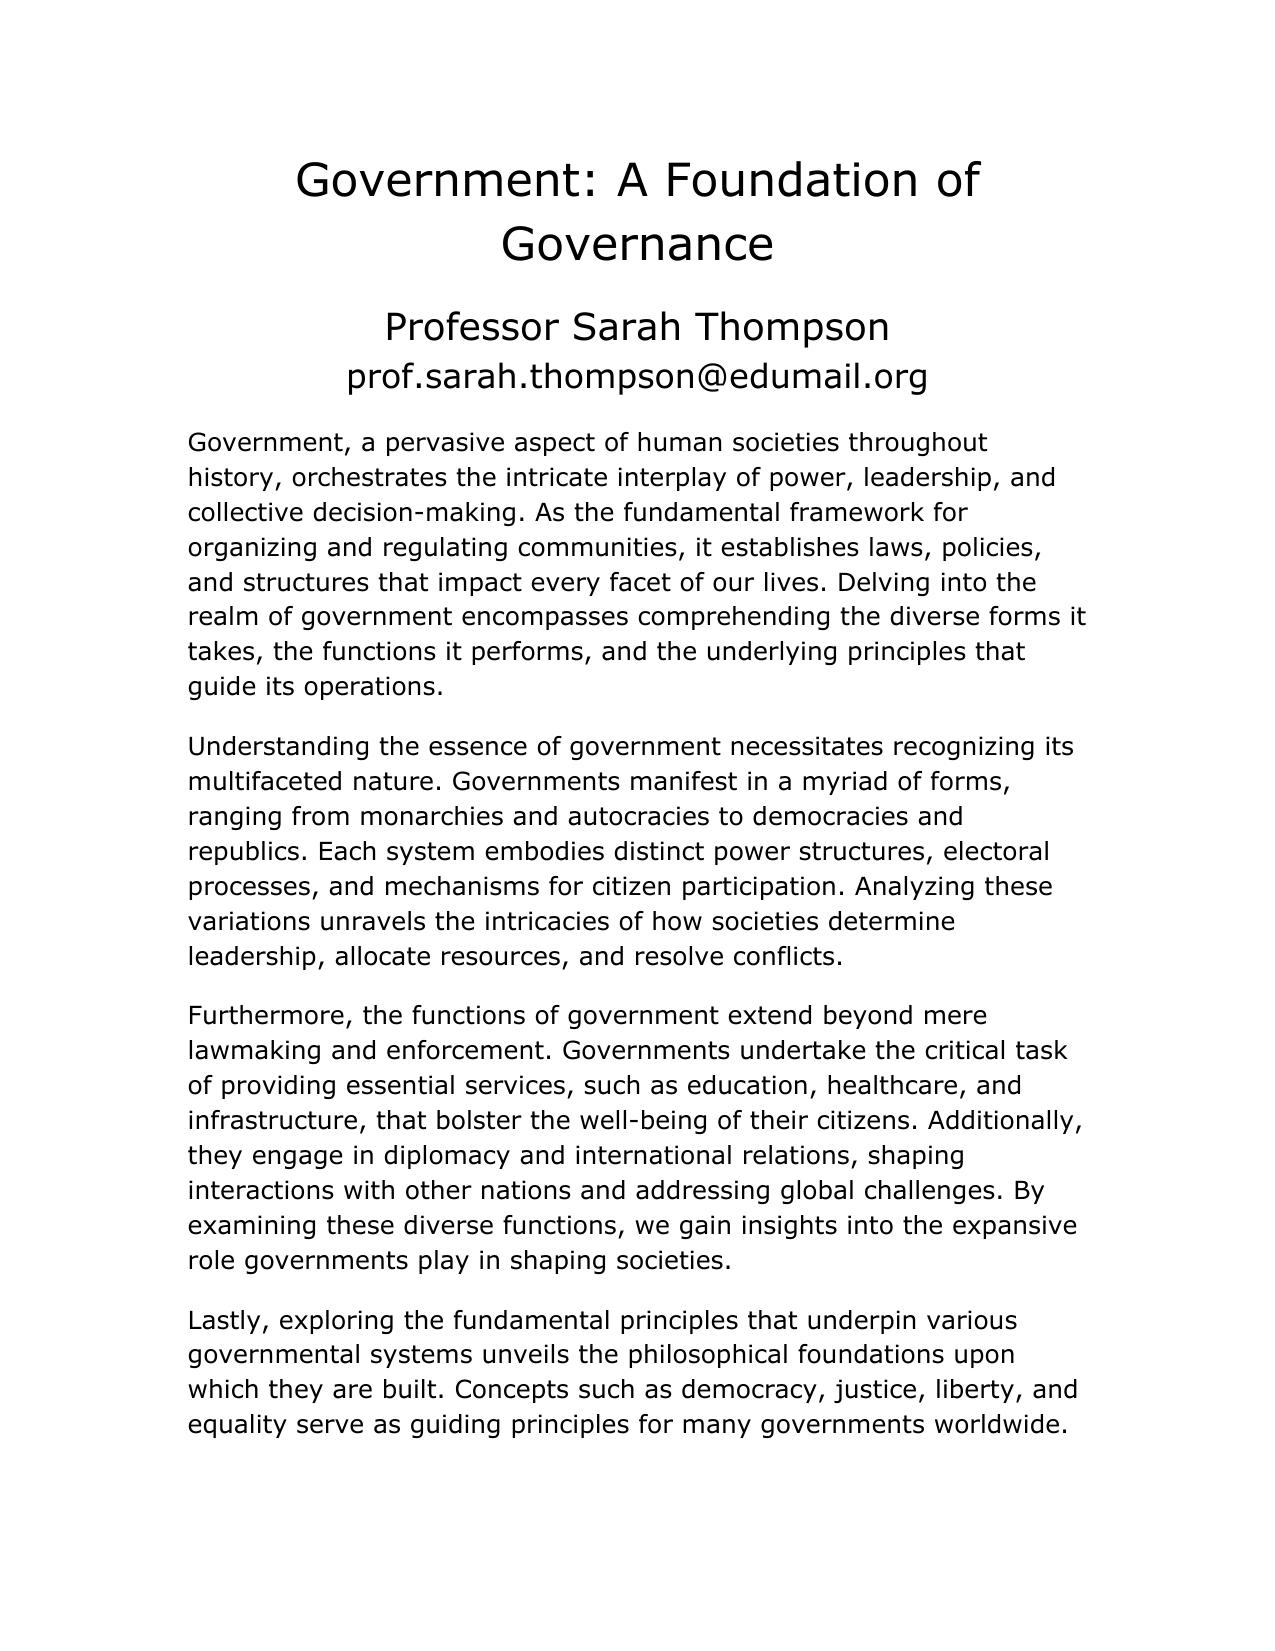 Government: A Foundation of
Governance
Professor Sarah Thompson
prof.sarah.thompson@edumail.org
Government, a pervasive aspect of human societies throughout
history, orchestrates the intricate interplay of power, leadership, and
collective decision-making. As the fundamental framework for
organizing and regulating communities, it establishes laws, policies,
and structures that impact every facet of our lives. Delving into the
realm of government encompasses comprehending the diverse forms it
takes, the functions it performs, and the underlying principles that
guide its operations.
Understanding the essence of government necessitates recognizing its
multifaceted nature. Governments manifest in a myriad of forms,
ranging from monarchies and autocracies to democracies and
republics. Each system embodies distinct power structures, electoral
processes, and mechanisms for citizen participation. Analyzing these
variations unravels the intricacies of how societies determine
leadership, allocate resources, and resolve conflicts.
Furthermore, the functions of government extend beyond mere
lawmaking and enforcement. Governments undertake the critical task
of providing essential services, such as education, healthcare, and
infrastructure, that bolster the well-being of their citizens. Additionally,
they engage in diplomacy and international relations, shaping
interactions with other nations and addressing global challenges. By
examining these diverse functions, we gain insights into the expansive
role governments play in shaping societies.
Lastly, exploring the fundamental principles that underpin various
governmental systems unveils the philosophical foundations upon
which they are built. Concepts such as democracy, justice, liberty, and
equality serve as guiding principles for many governments worldwide.